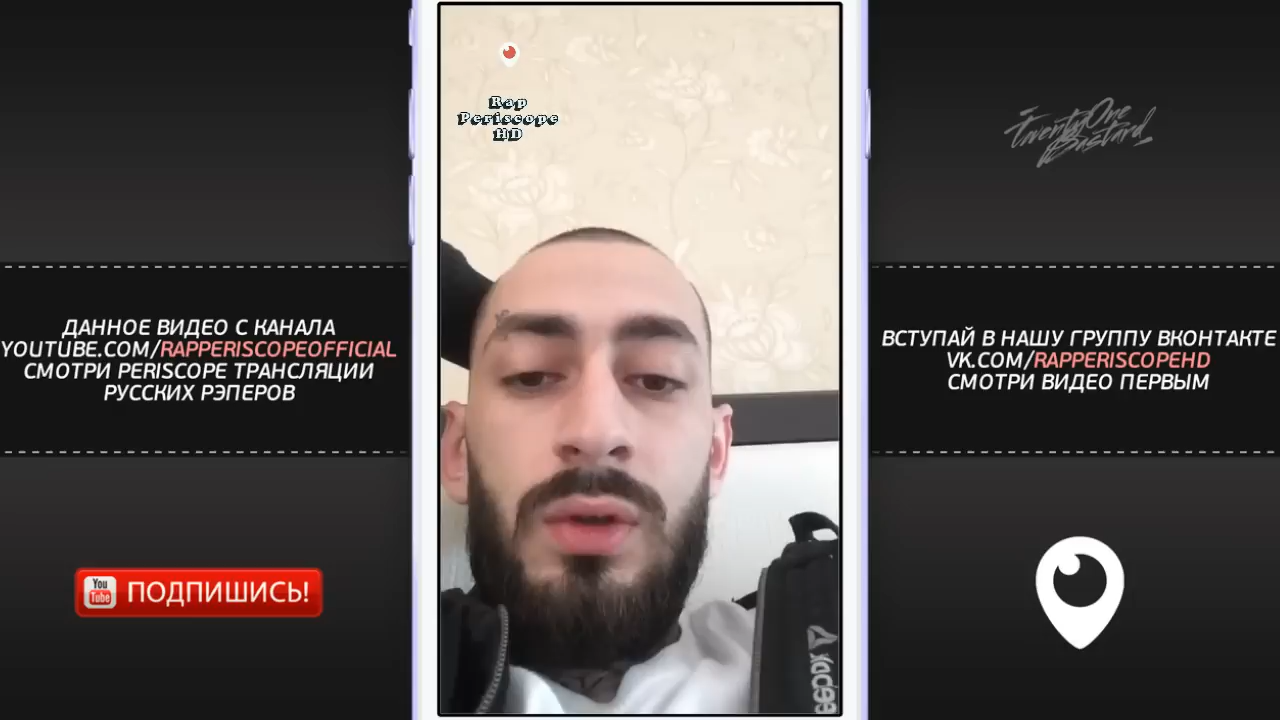 Rap
Periscope
HD
TwentyOne
Bastard
ДАННОЕ ВИДЕО С КАНАЛА
YOUTUBE.COM/RAPPERISCOPEOFFICIAL
СМОТРИ PERISCOPE ТРАНСЛЯЦИИ
РУССКИХ РЭПЕРОВ
ВСТУПАЙ В НАШУ ГРУППУ ВКОНТАКТЕ
VK.COM/RAPPERISCOPEHD
СМОТРИ ВИДЕО ПЕРВЫМ
You
Tube
ПОДПИШИСЬ!